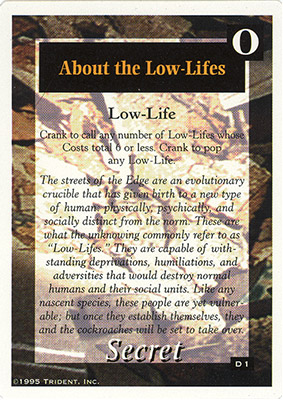 0
About the Low-Lifes
Low-Life
Crank to call any number of Low-Lifes whose
Costs total 6 or less. Crank to pop
any Low-Life.
The streets of the Edge are an evolutionary
crucible that has given birth to a new type
of human: physically, psychically, and
socially distinct from the norm. These are
what the unknowing commonly refer to as
“Low-Lifes.” They are capable of with-
standing deprivations, humiliations, and
adversities that would destroy normal
humans and their social units. Like any
nascent species, these people are yet vulner-
able; but once they establish themselves, they
and the cockroaches will be set to take over.
Secret
D 1
©1995 TRIDENT, INC.